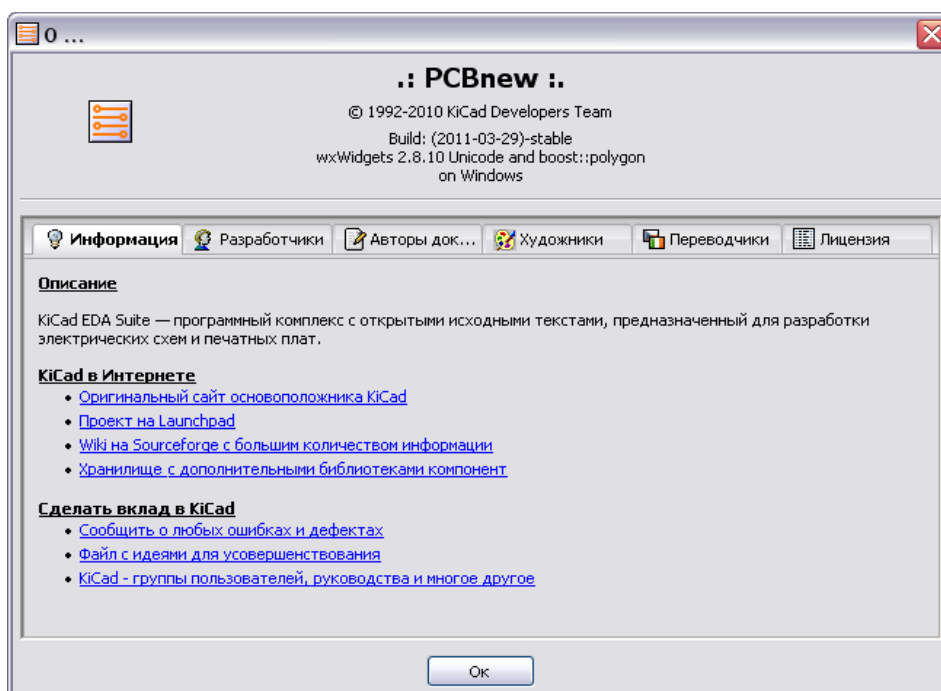 О ...
.: PCBnew :.
© 1992-2010 KiCad Developers Team
Build: (2011-03-29)-stable
wxWidgets 2.8.10 Unicode and boost::polygon
on Windows
Информация Разработчики Авторы док... Художники Переводчики Лицензия
Описание
KiCad EDA Suite — программный комплекс с открытыми исходными текстами, предназначенный для разработки
электрических схем и печатных плат.
KiCad в Интернете
• Оригинальный сайт основоположника KiCad
• Проект на Launchpad
• Wiki на Sourceforge с большим количеством информации
• Хранилище с дополнительными библиотеками компонент
Сделать вклад в KiCad
• Сообщить о любых ошибках и дефектах
• Файл с идеями для усовершенствования
• KiCad - группы пользователей, руководства и многое другое
Ок